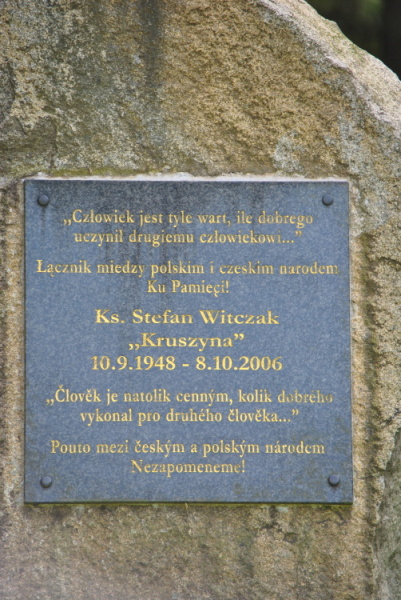 „Człowiek jest tyle wart, ile dobrego
uczynił drugiemu człowiekowi...”
Łącznik miedzy polskim i czeskim narodem
Ku Pamięci!
Ks. Stefan Witczak
„Kruszyna”
10.9.1948 - 8.10.2006
„Člověk je natolik cenným, kolik dobrého
vykonal pro druhého člověka...”
Pouto mezi českým a polským národem
Nezapomeneme!